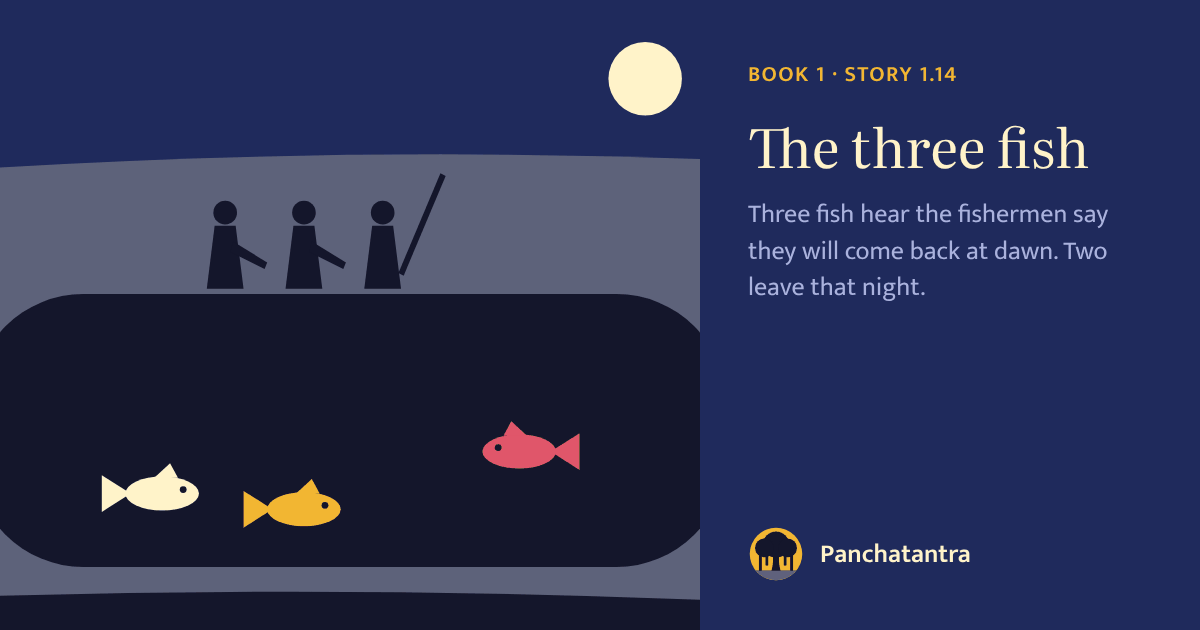 BOOK 1 · STORY 1.14
The three fish
Three fish hear the fishermen say
they will come back at dawn. Two
leave that night.
Panchatantra